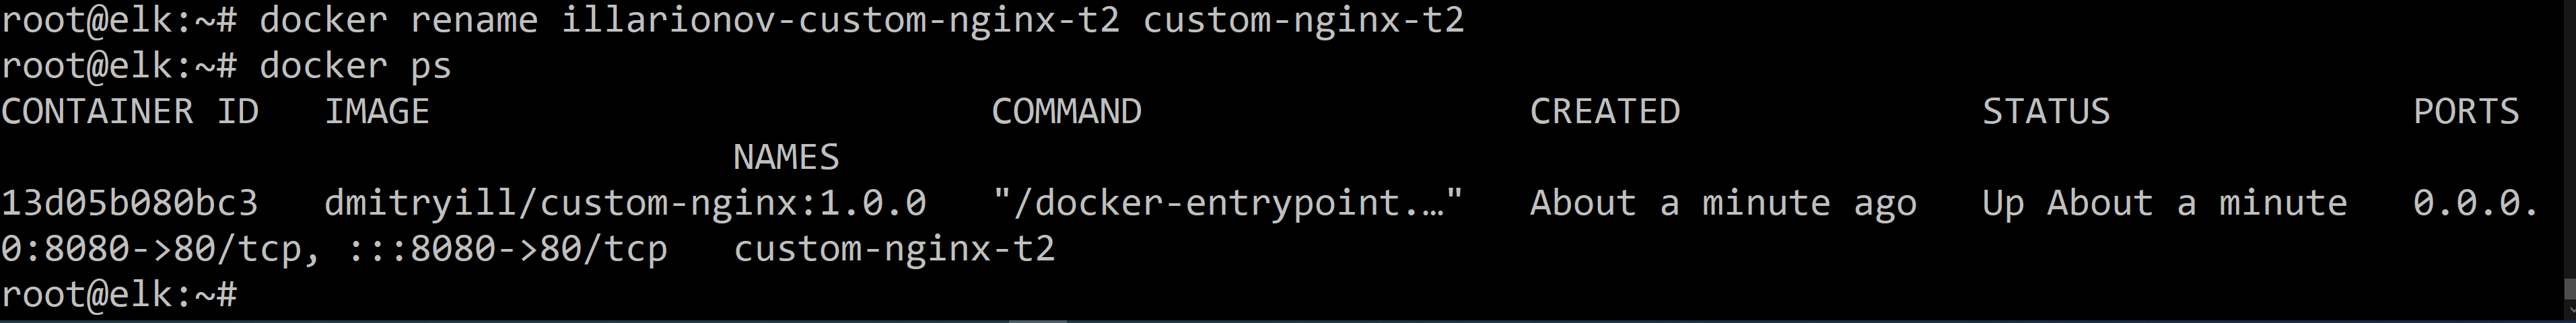 root@elk:~# docker rename illarionov-custom-nginx-t2 custom-nginx-t2
root@elk:~# docker ps
CONTAINER ID   IMAGE                          COMMAND                  CREATED              STATUS              PORTS
                                  NAMES
13d05b080bc3   dmitryill/custom-nginx:1.0.0   "/docker-entrypoint.…"   About a minute ago   Up About a minute   0.0.0.
0:8080->80/tcp, :::8080->80/tcp   custom-nginx-t2
root@elk:~#